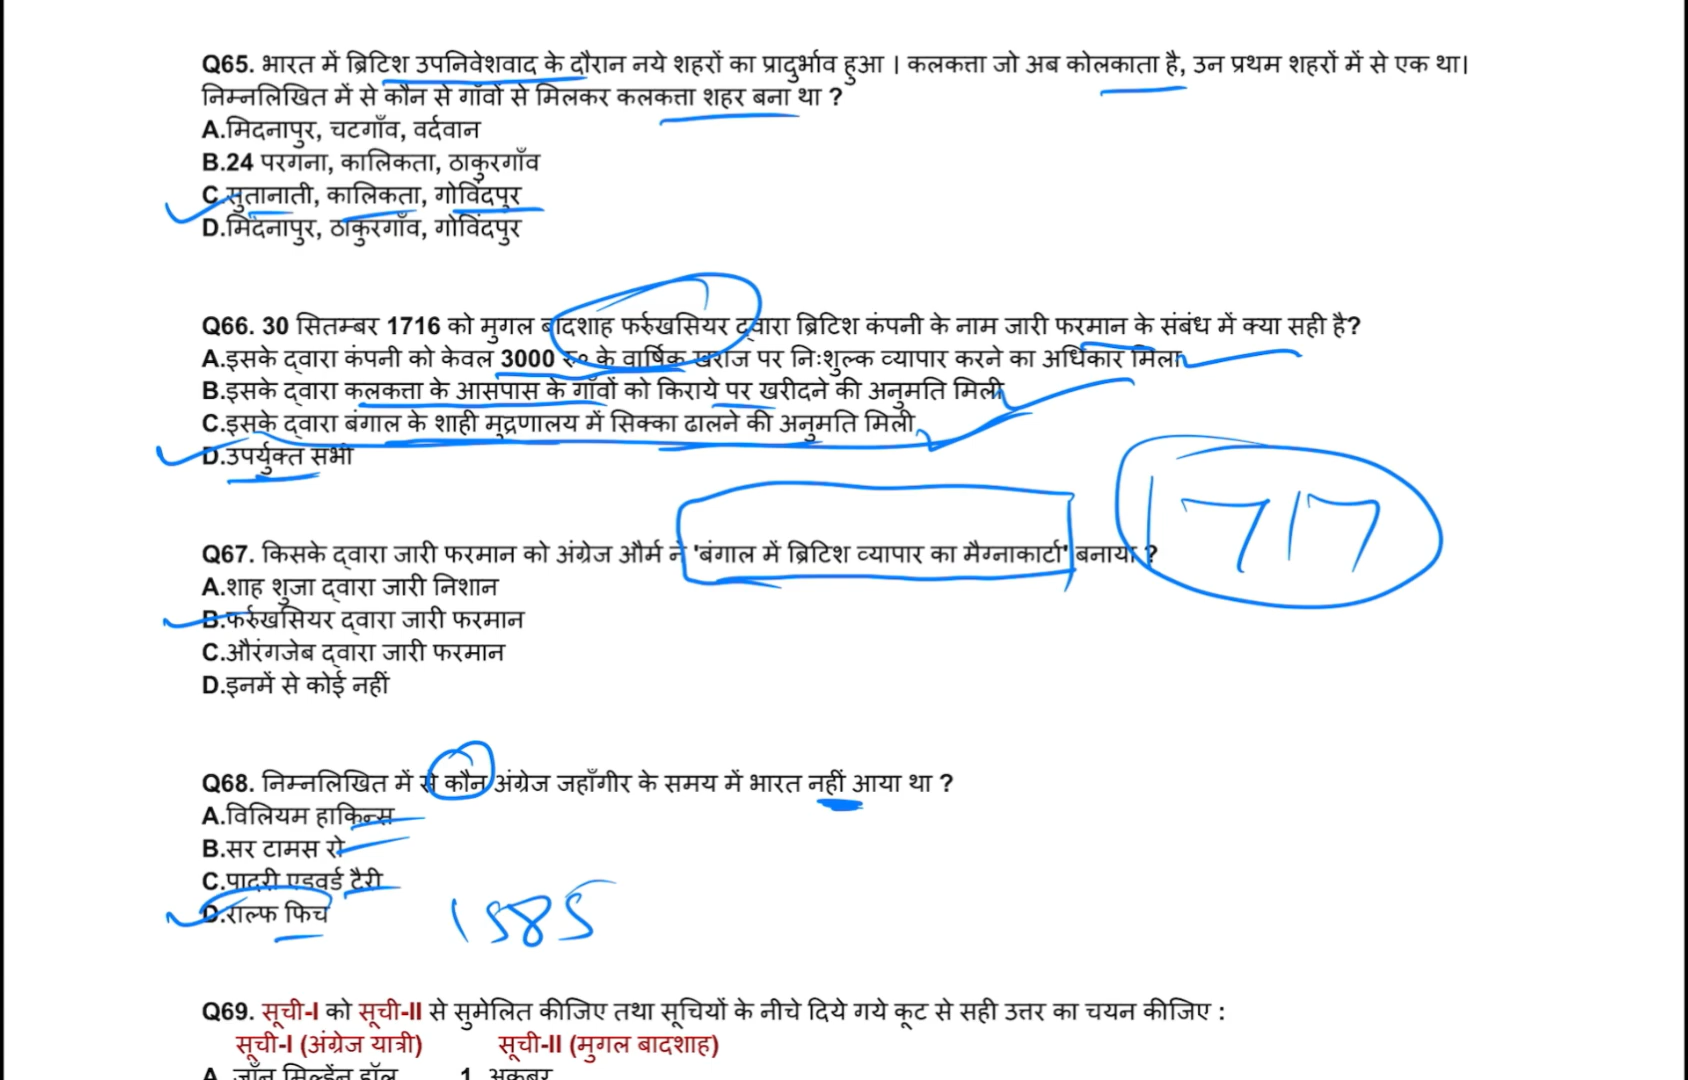 Q65. भारत में ब्रिटिश उपनिवेशवाद के दौरान नये शहरों का प्रादुर्भाव हुआ । कलकत्ता जो अब कोलकाता है, उन प्रथम शहरों में से एक था।
निम्नलिखित में से कौन से गाँवों से मिलकर कलकत्ता शहर बना था ?
A.मिदनापुर, चटगाँव, वर्दवान
B.24 परगना, कालिकता, ठाकुरगाँव
C.सुतानाती, कालिकता, गोविंदपुर
D.मिदनापुर, ठाकुरगाँव, गोविंदपुर
Q66. 30 सितम्बर 1716 को मुगल बादशाह फर्रुखसियर द्वारा ब्रिटिश कंपनी के नाम जारी फरमान के संबंध में क्या सही है?
A.इसके द्वारा कंपनी को केवल 3000 रु० के वार्षिक खराज पर निःशुल्क व्यापार करने का अधिकार मिला
B.इसके द्वारा कलकत्ता के आसपास के गाँवों को किराये पर खरीदने की अनुमति मिली
C.इसके द्वारा बंगाल के शाही मुद्रणालय में सिक्का ढालने की अनुमति मिली
D.उपर्युक्त सभी
1717
Q67. किसके द्वारा जारी फरमान को अंग्रेज और्म ने 'बंगाल में ब्रिटिश व्यापार का मैग्नाकार्टा' बनाया ?
A.शाह शुजा द्वारा जारी निशान
B.फर्रुखसियर द्वारा जारी फरमान
C.औरंगजेब द्वारा जारी फरमान
D.इनमें से कोई नहीं
Q68. निम्नलिखित में से कौन अंग्रेज जहाँगीर के समय में भारत नहीं आया था ?
A.विलियम हाकिन्स
B.सर टामस रो
C.पादरी एडवर्ड टैरी
D.राल्फ फिच
1585
Q69. सूची-I को सूची-II से सुमेलित कीजिए तथा सूचियों के नीचे दिये गये कूट से सही उत्तर का चयन कीजिए :
सूची-I (अंग्रेज यात्री) सूची-II (मुगल बादशाह)
A. जॉन मिल्डेंन हॉल 1. अकबर